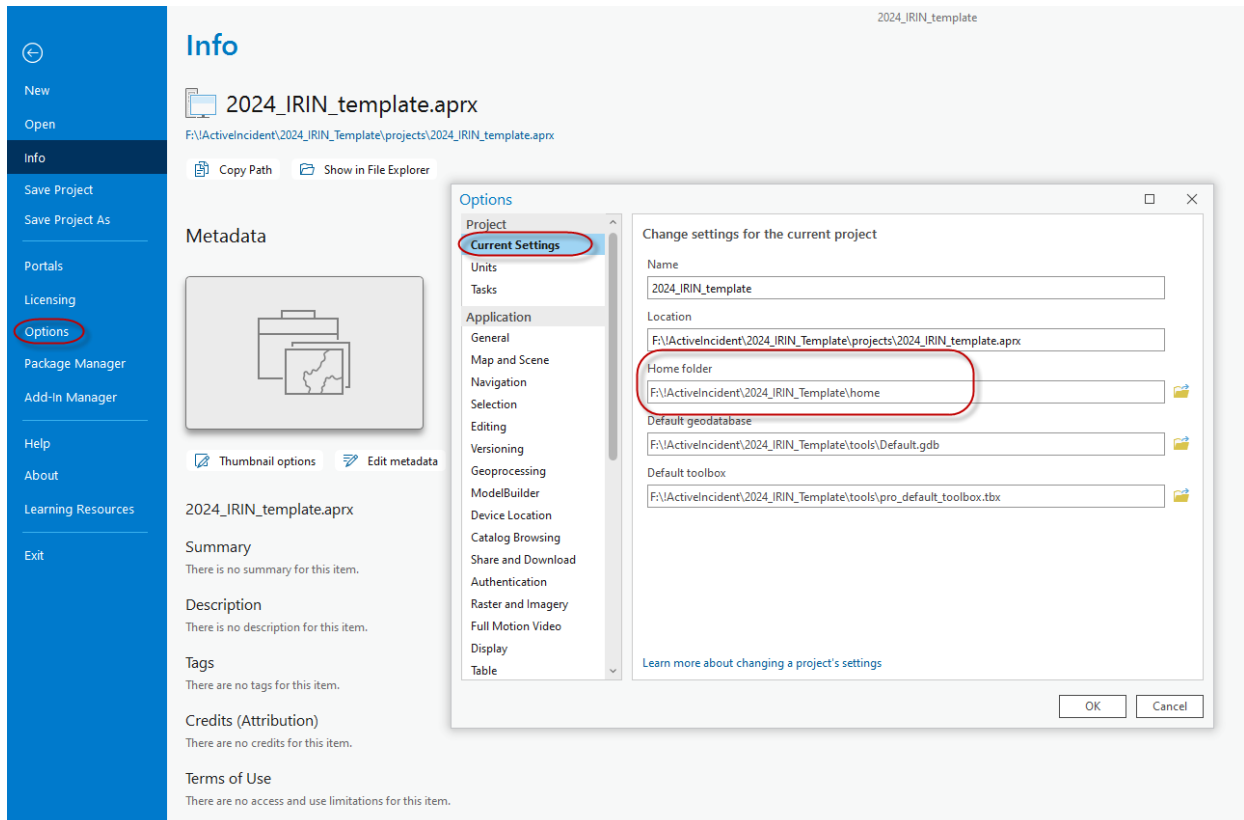 2024_IRIN_template
New
Open
Info
Save Project
Save Project As
Portals
Licensing
Options
Package Manager
Add-In Manager
Help
About
Learning Resources
Exit
Info
2024_IRIN_template.aprx
F:\!ActiveIncident\2024_IRIN_Template\projects\2024_IRIN_template.aprx
Copy Path
Show in File Explorer
Metadata
Thumbnail options
Edit metadata
2024_IRIN_template.aprx
Summary
There is no summary for this item.
Description
There is no description for this item.
Tags
There are no tags for this item.
Credits (Attribution)
There are no credits for this item.
Terms of Use
There are no access and use limitations for this item.
Options
Project
Current Settings
Units
Tasks
Application
General
Map and Scene
Navigation
Selection
Editing
Versioning
Geoprocessing
ModelBuilder
Device Location
Catalog Browsing
Share and Download
Authentication
Raster and Imagery
Full Motion Video
Display
Table
Change settings for the current project
Name
2024_IRIN_template
Location
F:\!ActiveIncident\2024_IRIN_Template\projects\2024_IRIN_template.aprx
Home folder
F:\!ActiveIncident\2024_IRIN_Template\home
Default geodatabase
F:\!ActiveIncident\2024_IRIN_Template\tools\Default.gdb
Default toolbox
F:\!ActiveIncident\2024_IRIN_Template\tools\pro_default_toolbox.tbx
Learn more about changing a project's settings
OK
Cancel